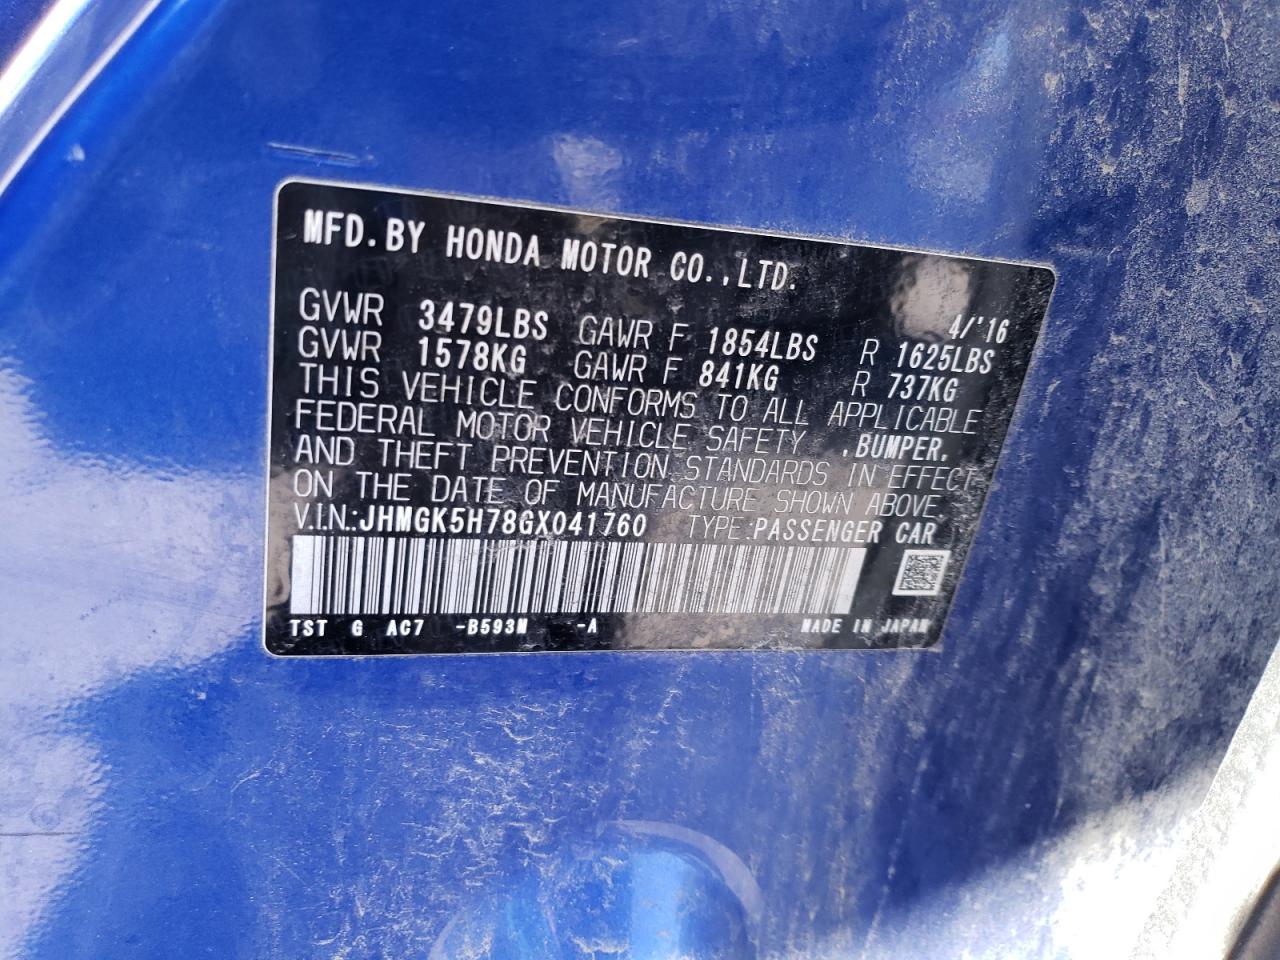 MFD.BY HONDA MOTOR CO.,LTD.
4/'16
GVWR 3479LBS GAWR F 1854LBS R 1625LBS
GVWR 1578KG GAWR F 841KG R 737KG
THIS VEHICLE CONFORMS TO ALL APPLICABLE
FEDERAL MOTOR VEHICLE SAFETY ,BUMPER,
AND THEFT PREVENTION STANDARDS IN EFFECT
ON THE DATE OF MANUFACTURE SHOWN ABOVE.
V.I.N.:JHMGK5H78GX041760 TYPE:PASSENGER CAR
TST G AC7 -B593M -A MADE IN JAPAN